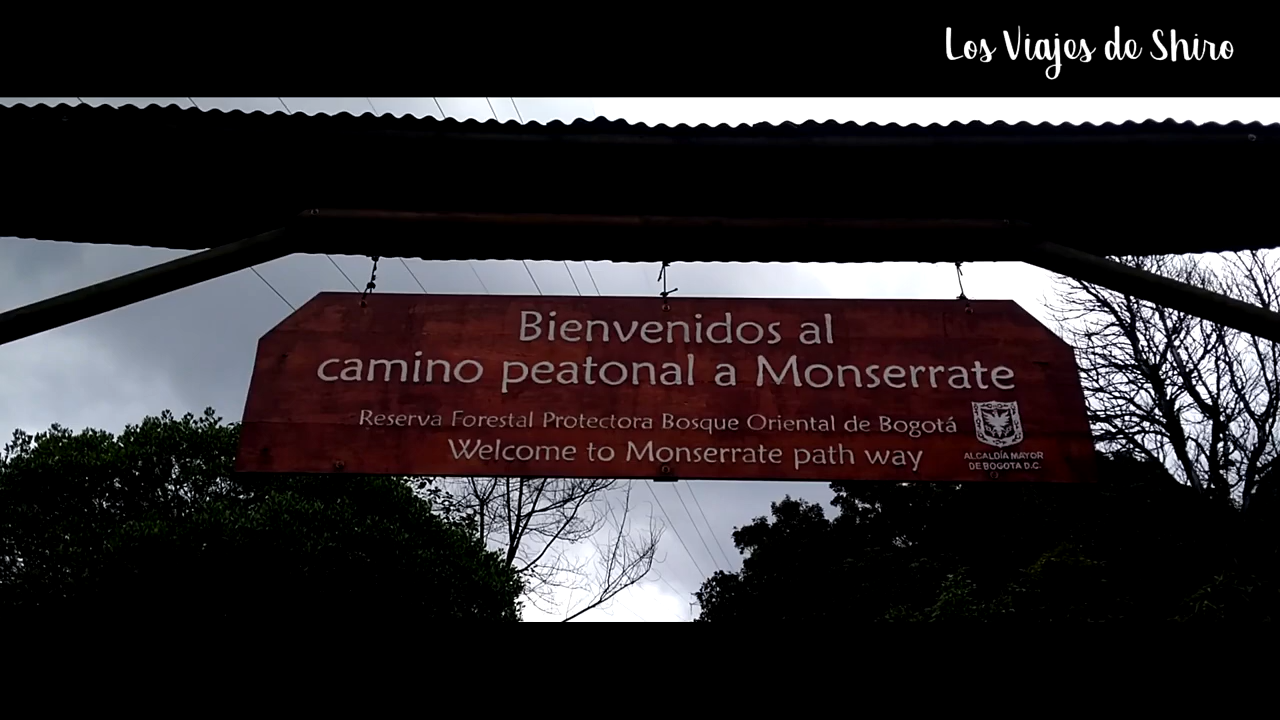 Los Viajes de Shiro
Bienvenidos al
camino peatonal a Monserrate
Reserva Forestal Protectora Bosque Oriental de Bogotá
Welcome to Monserrate path way
ALCALDÍA MAYOR
DE BOGOTA D.C.